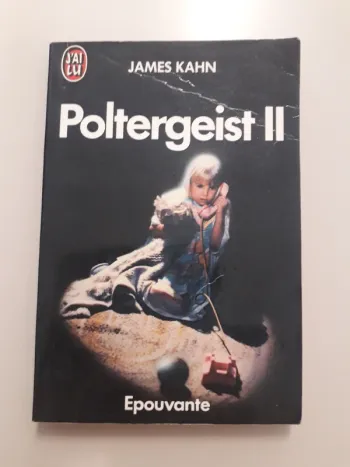 J'AI
LU
JAMES KAHN
Poltergeist II
Epouvante